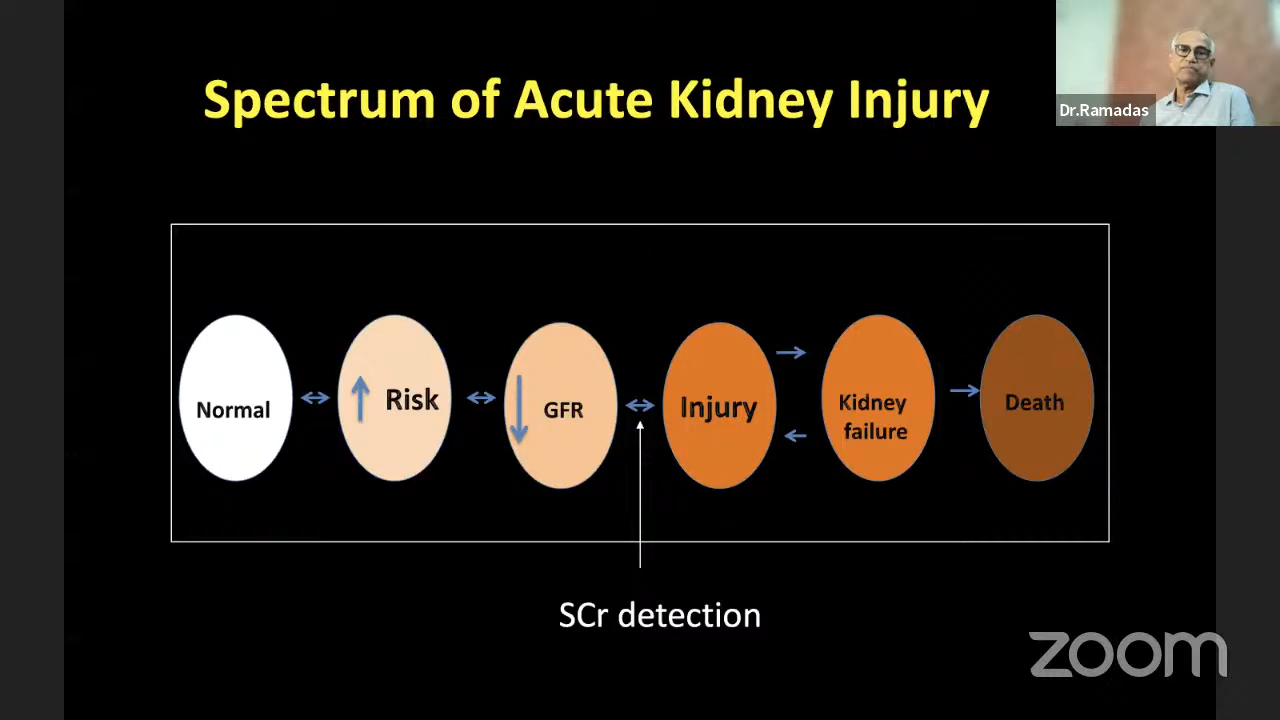 Spectrum of Acute Kidney Injury
Dr.Ramadas
Normal
Risk
GFR
Injury
Kidney
failure
Death
SCr detection
zoom